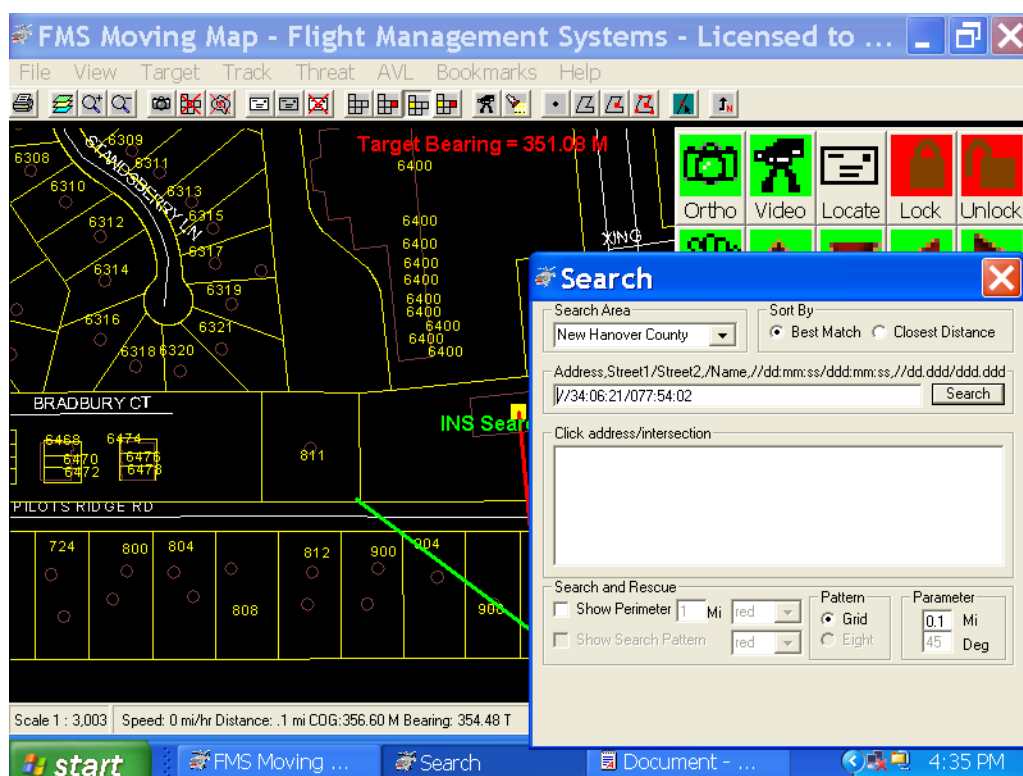 FMS Moving Map - Flight Management Systems - Licensed to ...
File View Target Track Threat AVL Bookmarks Help
Target Bearing = 351.08 M
6309
6308
6311
STANDSBERRY LN
6400
6310
6313
6312
6315
6400
XING
6317
6400
6314
6400
6400
6319
6400
6400
6316
6321
6400
6400
6318 6320
6400
BRADBURY CT
INS Sear
6468
6474
6470
6476
6472
6478
811
PILOTS RIDGE RD
724
800
804
812
900
904
808
908
Ortho Video Locate Lock Unlock
Search
Search Area
New Hanover County
Sort By
Best Match Closest Distance
Address,Street1/Street2,/Name,//dd:mm:ss/ddd:mm:ss,//dd.ddd/ddd.ddd
//34:06:21/077:54:02
Search
Click address/intersection
Search and Rescue
Show Perimeter 1 Mi red
Show Search Pattern red
Pattern
Grid
Eight
Parameter
0.1 Mi
45 Deg
Scale 1 : 3,003 Speed: 0 mi/hr Distance: .1 mi COG:356.60 M Bearing: 354.48 T
start FMS Moving ... Search Document - ... 4:35 PM